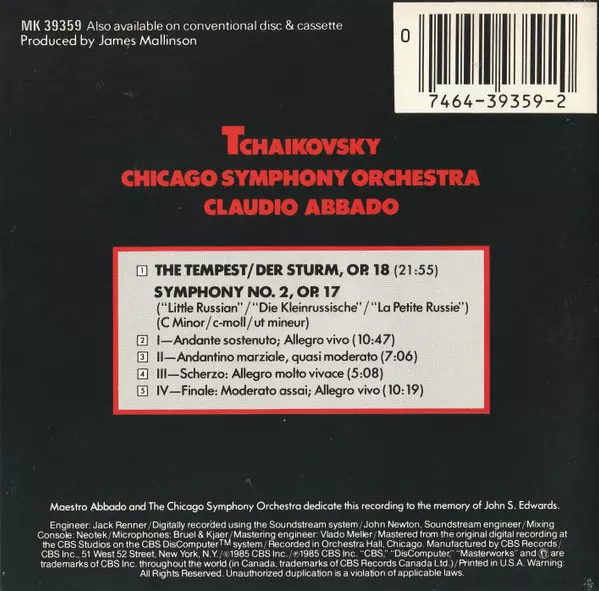 MK 39359 Also available on conventional disc & cassette
Produced by James Mallinson
0
7464-39359-2
TCHAIKOVSKY
CHICAGO SYMPHONY ORCHESTRA
CLAUDIO ABBADO
1 THE TEMPEST/DER STURM, OP. 18 (21:55)
SYMPHONY NO. 2, OP. 17
("Little Russian"/"Die Kleinrussische"/"La Petite Russie")
(C Minor/c-moll/ut mineur)
2 I—Andante sostenuto; Allegro vivo (10:47)
3 II—Andantino marziale, quasi moderato (7:06)
4 III—Scherzo: Allegro molto vivace (5:08)
5 IV—Finale: Moderato assai; Allegro vivo (10:19)
Maestro Abbado and The Chicago Symphony Orchestra dedicate this recording to the memory of John S. Edwards.
Engineer: Jack Renner/Digitally recorded using the Soundstream system/John Newton, Soundstream engineer/Mixing
Console: Neotek/Microphones: Bruel & Kjaer/Mastering engineer: Vlado Meller/Mastered from the original digital recording at
the CBS Studios on the CBS DisComputer™ system/Recorded in Orchestra Hall, Chicago. Manufactured by CBS Records/
CBS Inc., 51 West 52 Street, New York, N.Y./©1985 CBS Inc./℗1985 CBS Inc. "CBS," "DisComputer," "Masterworks" and are
trademarks of CBS Inc. throughout the world (in Canada, trademarks of CBS Records Canada Ltd.)/Printed in U.S.A. Warning:
All Rights Reserved. Unauthorized duplication is a violation of applicable laws.